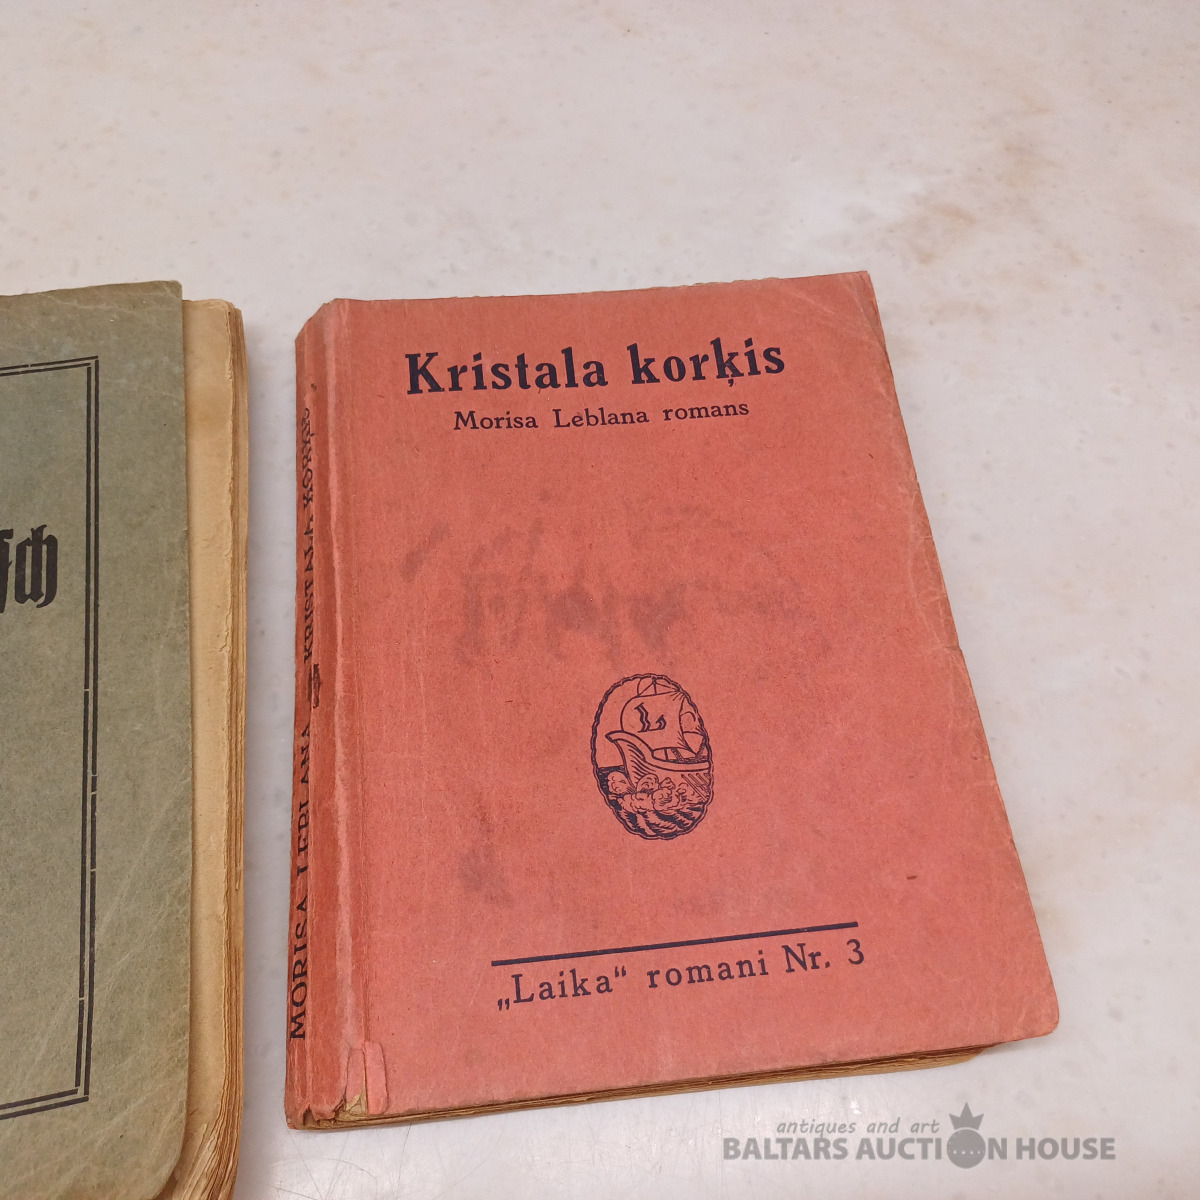 sch
Kristala korķis
Morisa Leblana romans
L
„Laika“ romani Nr. 3
MORISA LEBLANA — KRISTALA KORĶIS
antiques and art
BALTARS AUCTION HOUSE